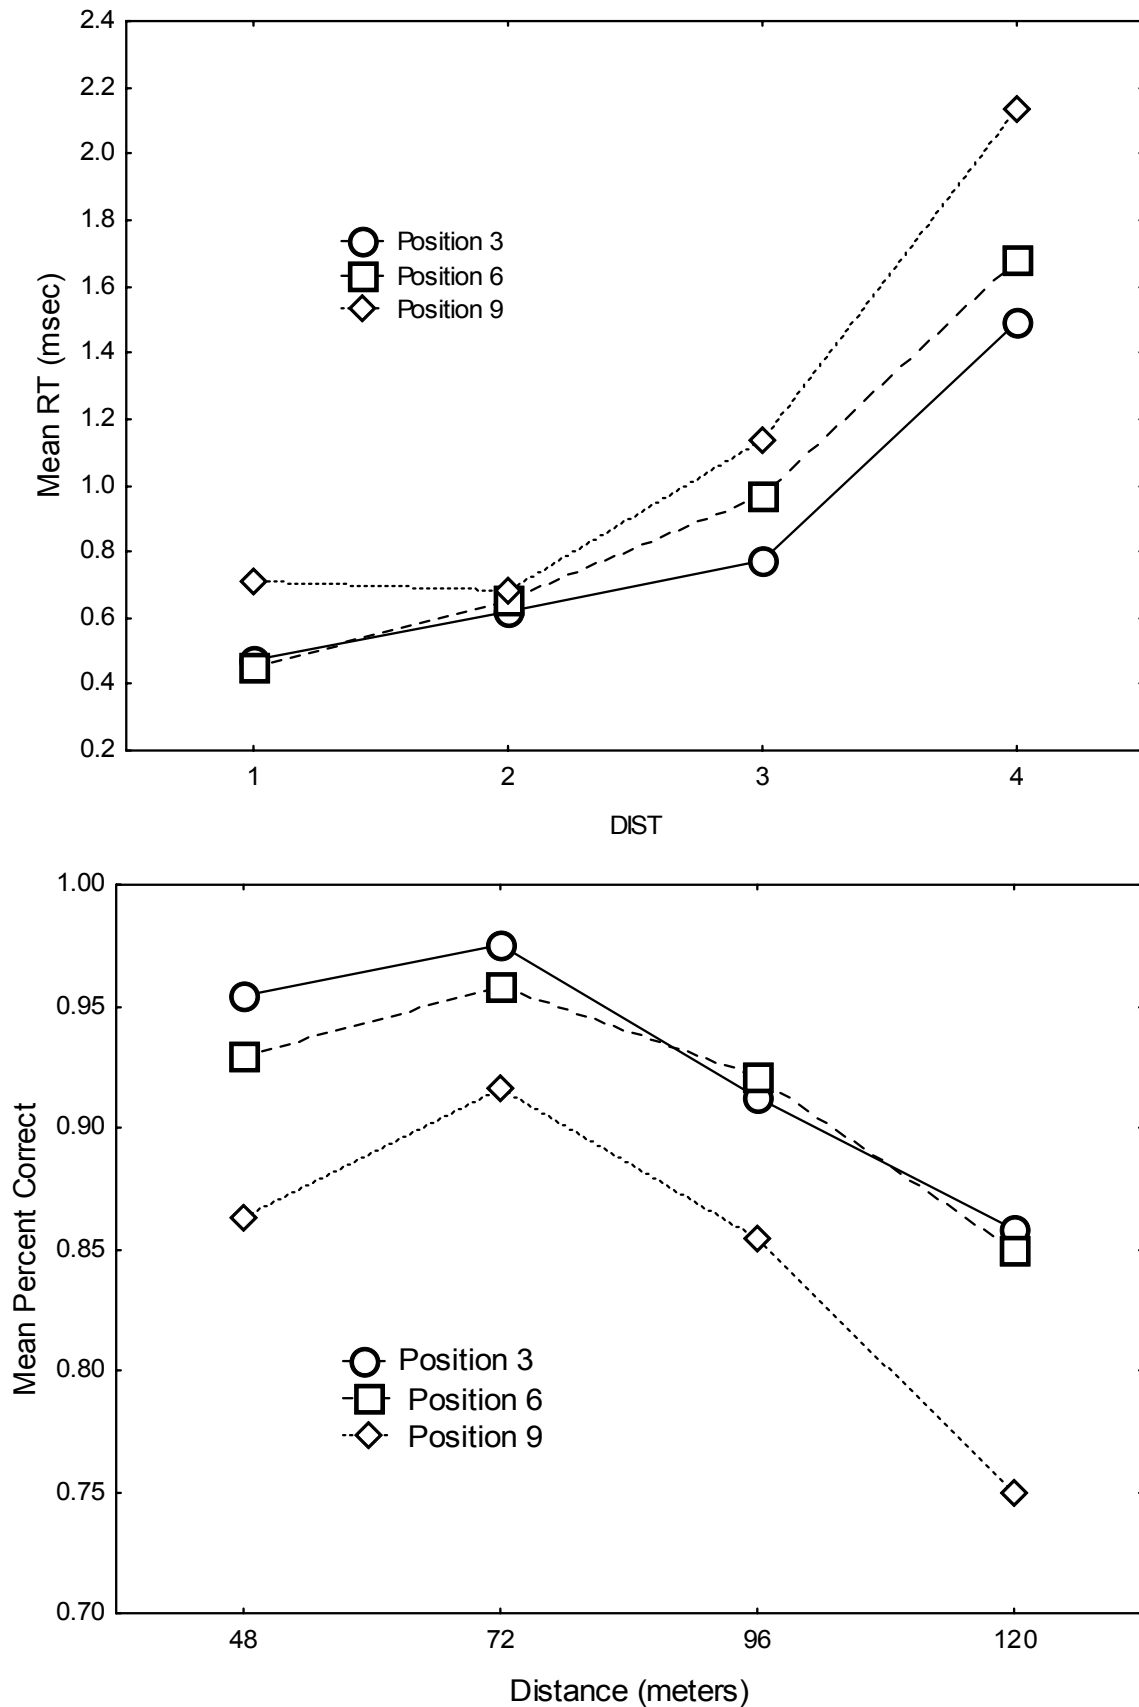 Mean RT (msec)
2.4
2.2
2.0
1.8
1.6
1.4
1.2
1.0
0.8
0.6
0.4
0.2
Position 3
Position 6
Position 9
1 2 3 4
DIST
Mean Percent Correct
1.00
0.95
0.90
0.85
0.80
0.75
0.70
Position 3
Position 6
Position 9
48 72 96 120
Distance (meters)